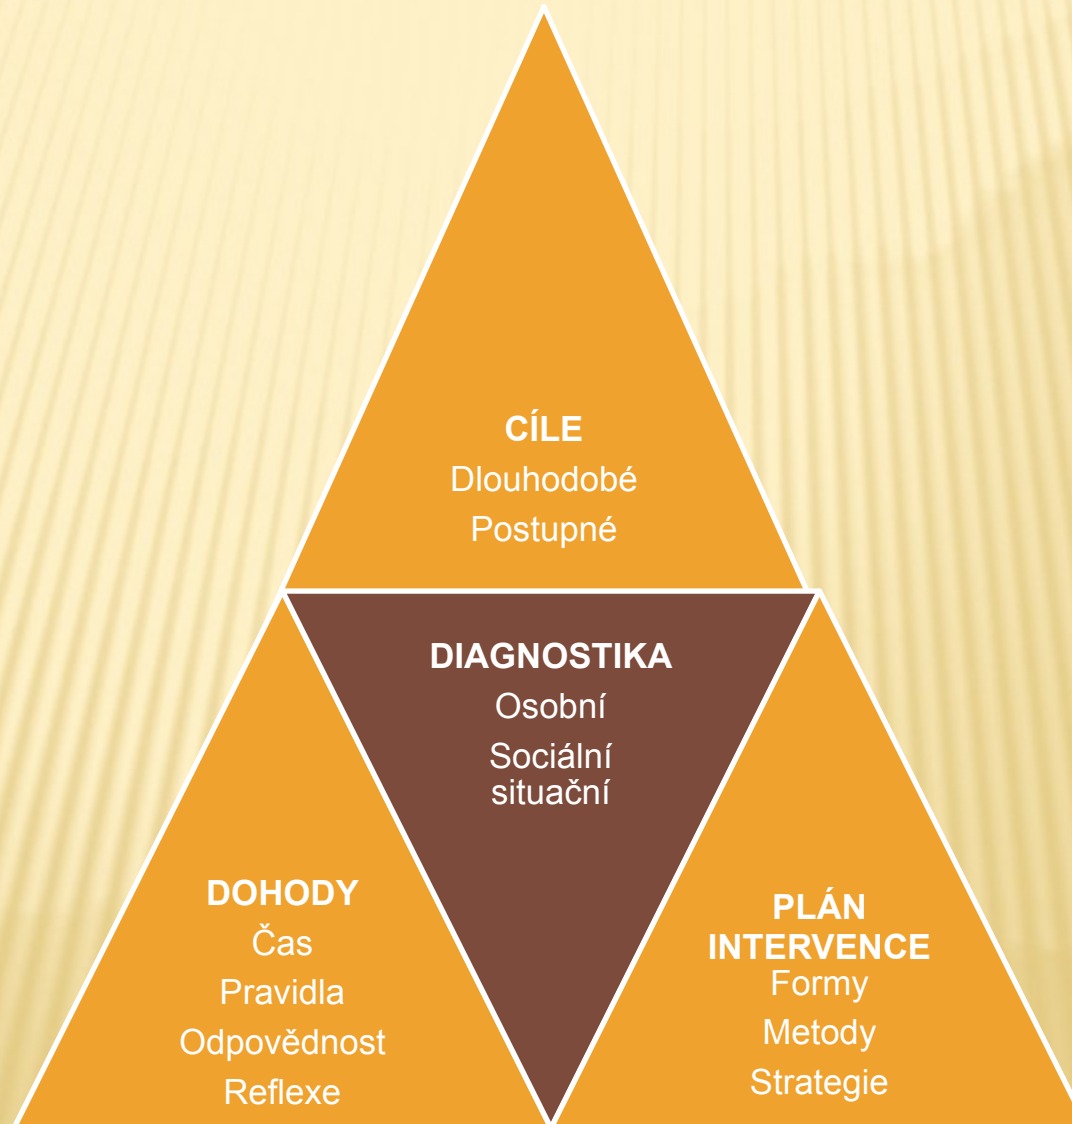 CÍLE
Dlouhodobé
Postupné
DIAGNOSTIKA
Osobní
Sociální
situační
DOHODY
Čas
Pravidla
Odpovědnost
Reflexe
PLÁN
INTERVENCE
Formy
Metody
Strategie